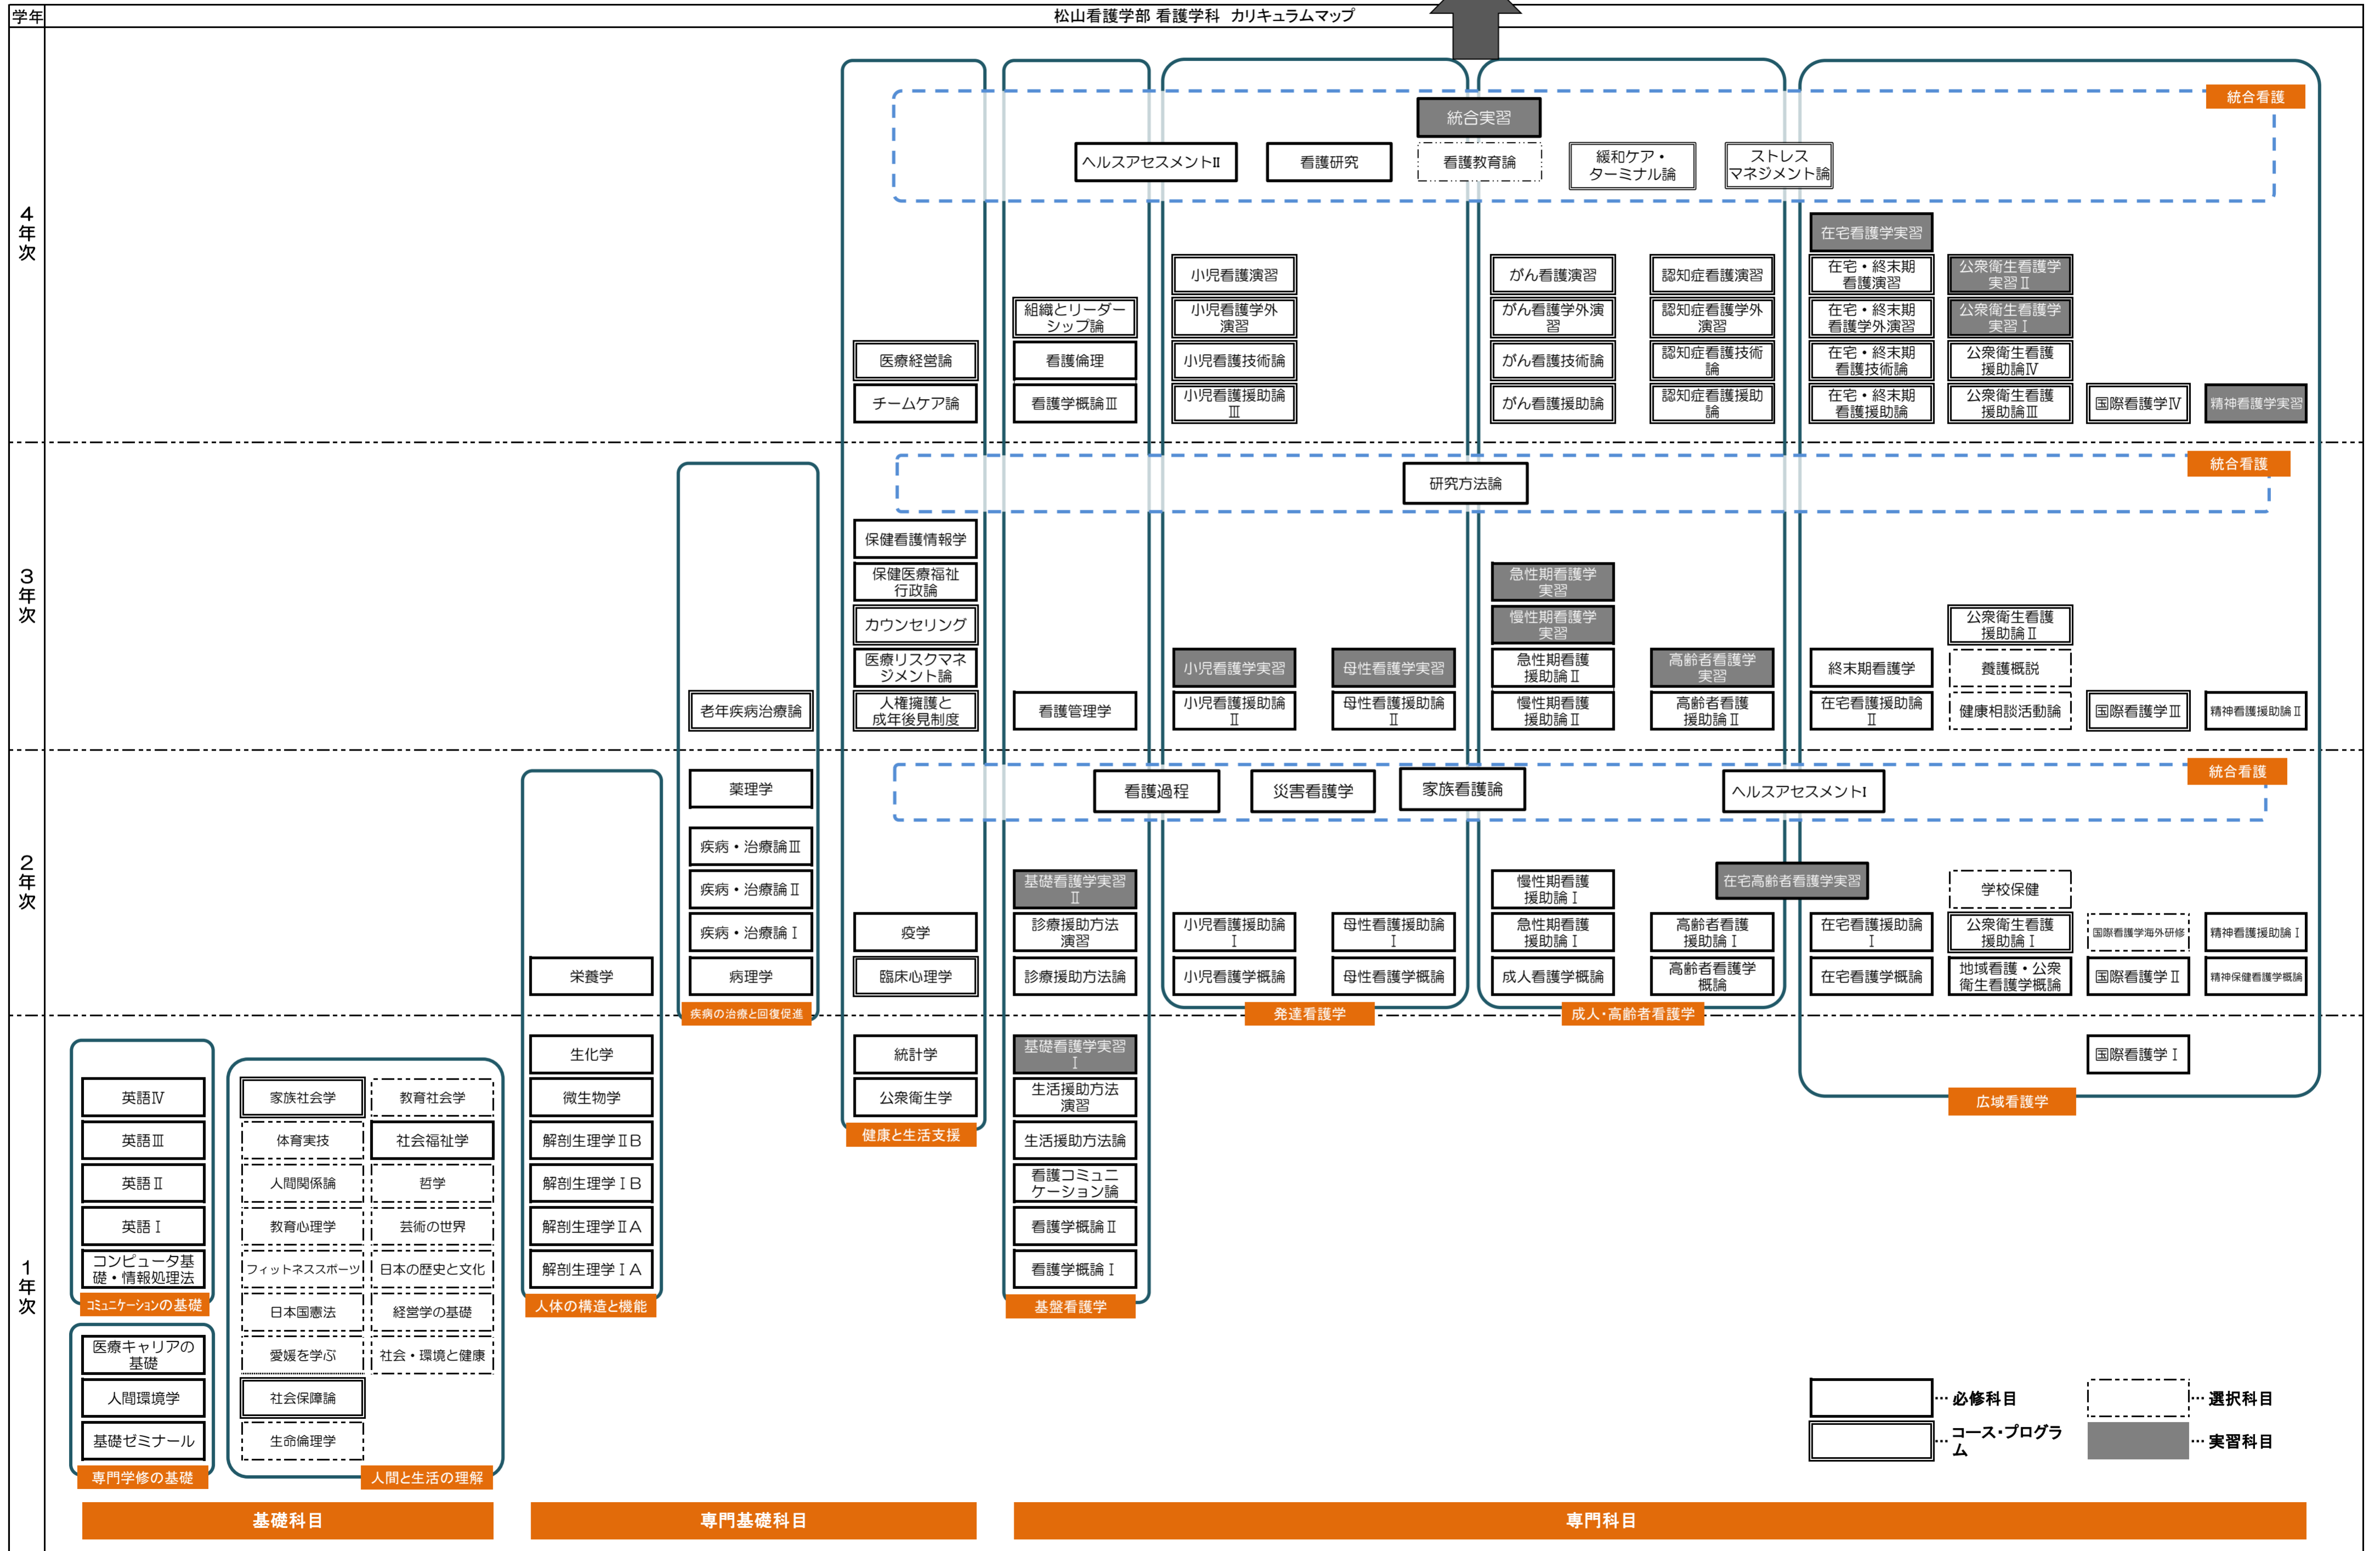 学年
松山看護学部 看護学科 カリキュラムマップ
4年次
統合看護
統合実習
ヘルスアセスメントⅡ
看護研究
看護教育論
緩和ケア・
ターミナル論
ストレス
マネジメント論
在宅看護学実習
小児看護演習
がん看護演習
認知症看護演習
在宅・終末期
看護演習
公衆衛生看護学
実習Ⅱ
組織とリーダー
シップ論
小児看護学外
演習
がん看護学外演
習
認知症看護学外
演習
在宅・終末期
看護学外演習
公衆衛生看護学
実習Ⅰ
医療経営論
看護倫理
小児看護技術論
がん看護技術論
認知症看護技術
論
在宅・終末期
看護技術論
公衆衛生看護
援助論Ⅳ
チームケア論
看護学概論Ⅲ
小児看護援助論
Ⅲ
がん看護援助論
認知症看護援助
論
在宅・終末期
看護援助論
公衆衛生看護
援助論Ⅲ
国際看護学Ⅳ
精神看護学実習
3年次
統合看護
研究方法論
保健看護情報学
保健医療福祉
行政論
急性期看護学
実習
カウンセリング
慢性期看護学
実習
公衆衛生看護
援助論Ⅱ
医療リスクマネ
ジメント論
小児看護学実習
母性看護学実習
急性期看護
援助論Ⅱ
高齢者看護学
実習
終末期看護学
養護概説
老年疾病治療論
人権擁護と
成年後見制度
看護管理学
小児看護援助論
Ⅱ
母性看護援助論
Ⅱ
慢性期看護
援助論Ⅱ
高齢者看護
援助論Ⅱ
在宅看護援助論
Ⅱ
健康相談活動論
国際看護学Ⅲ
精神看護援助論Ⅱ
2年次
統合看護
薬理学
看護過程
災害看護学
家族看護論
ヘルスアセスメントⅠ
疾病・治療論Ⅲ
疾病・治療論Ⅱ
基礎看護学実習
Ⅱ
慢性期看護
援助論Ⅰ
在宅高齢者看護学実習
学校保健
疾病・治療論Ⅰ
疫学
診療援助方法
演習
小児看護援助論
Ⅰ
母性看護援助論
Ⅰ
急性期看護
援助論Ⅰ
高齢者看護
援助論Ⅰ
在宅看護援助論
Ⅰ
公衆衛生看護
援助論Ⅰ
国際看護学海外研修
精神看護援助論Ⅰ
栄養学
病理学
臨床心理学
診療援助方法論
小児看護学概論
母性看護学概論
成人看護学概論
高齢者看護学
概論
在宅看護学概論
地域看護・公衆
衛生看護学概論
国際看護学Ⅱ
精神保健看護学概論
疾病の治療と回復促進
発達看護学
成人・高齢者看護学
1年次
生化学
統計学
基礎看護学実習
Ⅰ
国際看護学Ⅰ
英語Ⅳ
家族社会学
教育社会学
微生物学
公衆衛生学
生活援助方法
演習
広域看護学
英語Ⅲ
体育実技
社会福祉学
解剖生理学ⅡB
健康と生活支援
生活援助方法論
英語Ⅱ
人間関係論
哲学
解剖生理学ⅠB
看護コミュニ
ケーション論
英語Ⅰ
教育心理学
芸術の世界
解剖生理学ⅡA
看護学概論Ⅱ
コンピュータ基
礎・情報処理法
フィットネススポーツ
日本の歴史と文化
解剖生理学ⅠA
看護学概論Ⅰ
コミュニケーションの基礎
日本国憲法
経営学の基礎
人体の構造と機能
基盤看護学
医療キャリアの
基礎
愛媛を学ぶ
社会・環境と健康
人間環境学
社会保障論
基礎ゼミナール
生命倫理学
専門学修の基礎
人間と生活の理解
…必修科目
…選択科目
…コース・プログラ
ム
…実習科目
基礎科目
専門基礎科目
専門科目